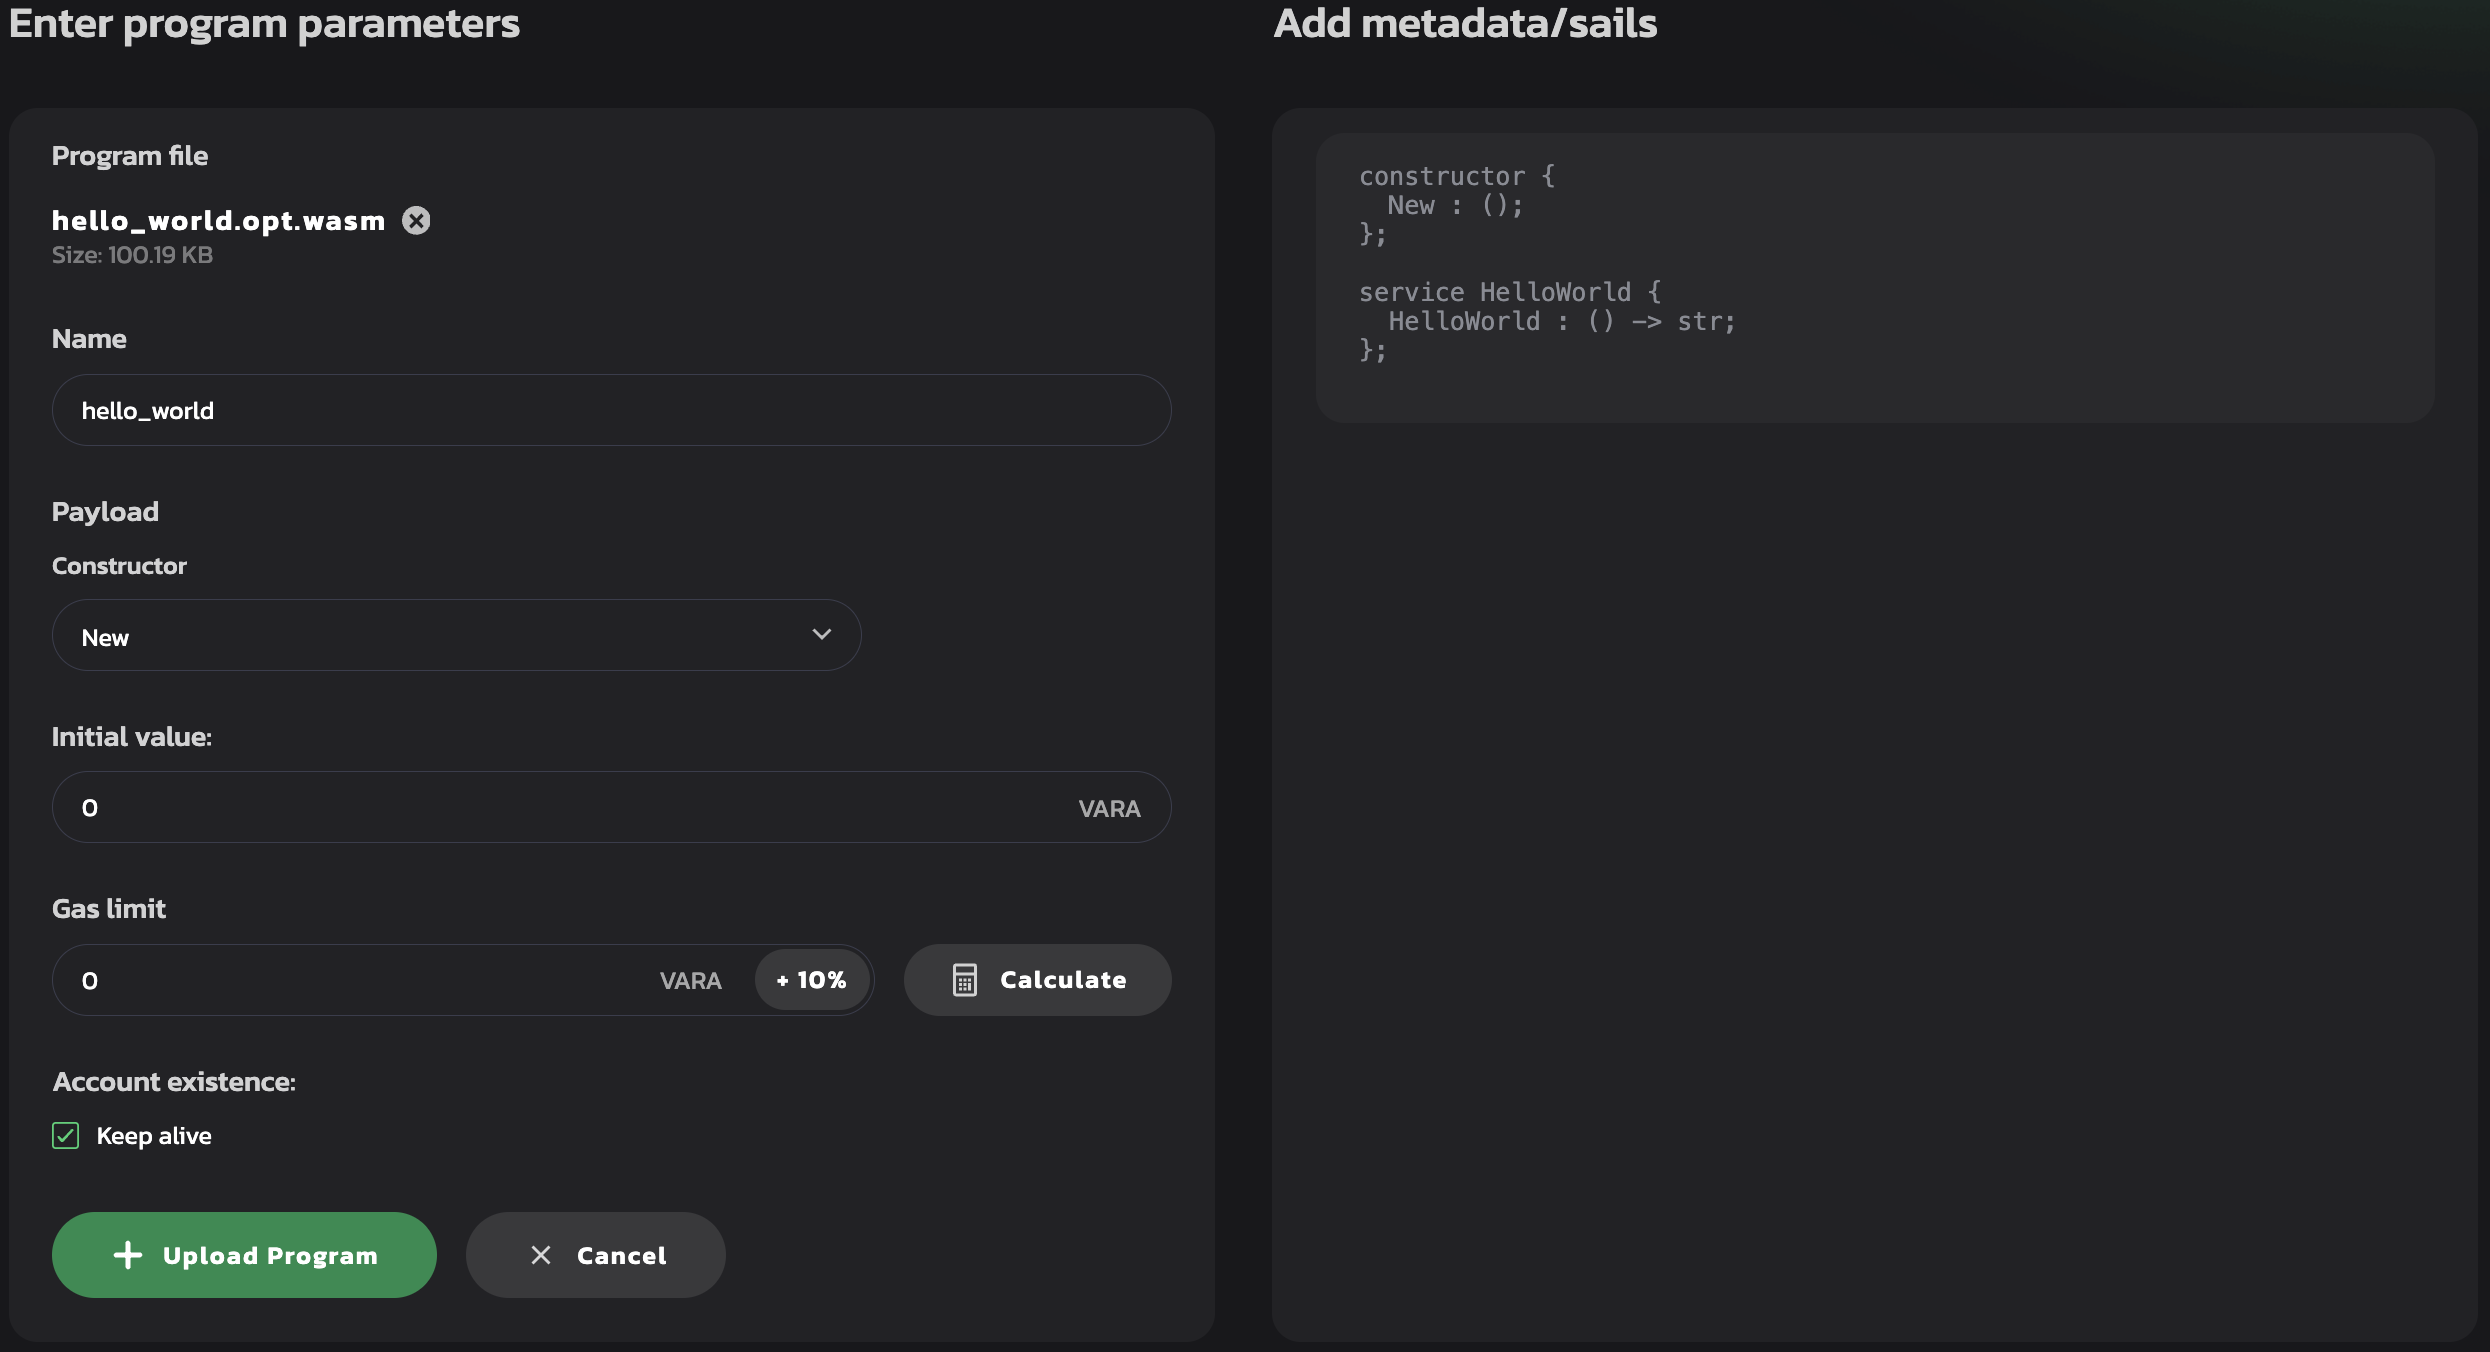 Enter program parameters
Program file
hello_world.opt.wasm
Size: 100.19 KB
Name
hello_world
Payload
Constructor
New
Initial value:
0 VARA
Gas limit
0 VARA + 10% Calculate
Account existence:
Keep alive
Upload Program Cancel
Add metadata/sails
constructor {
  New : ();
};

service HelloWorld {
  HelloWorld : () -> str;
};